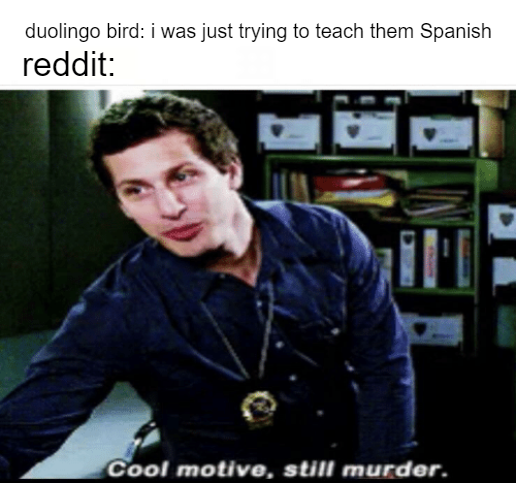 duolingo bird: i was just trying to teach them Spanish
reddit:
Cool motive, still murder.